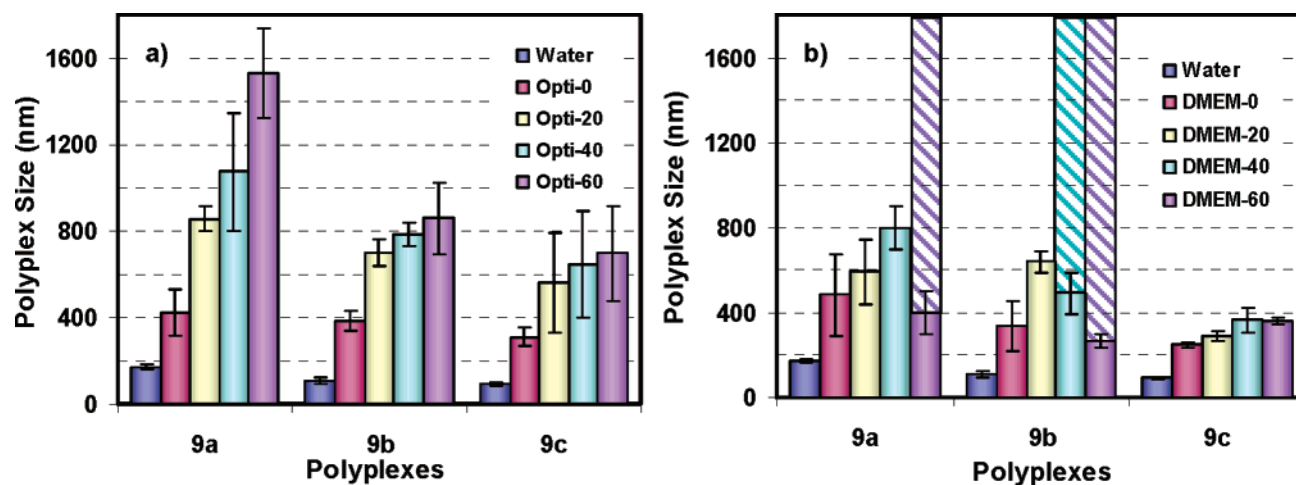 a)
Polyplex Size (nm)
1600
1200
800
400
0
Water
Opti-0
Opti-20
Opti-40
Opti-60
9a
9b
9c
Polyplexes
b)
Polyplex Size (nm)
1600
1200
800
400
0
Water
DMEM-0
DMEM-20
DMEM-40
DMEM-60
9a
9b
9c
Polyplexes